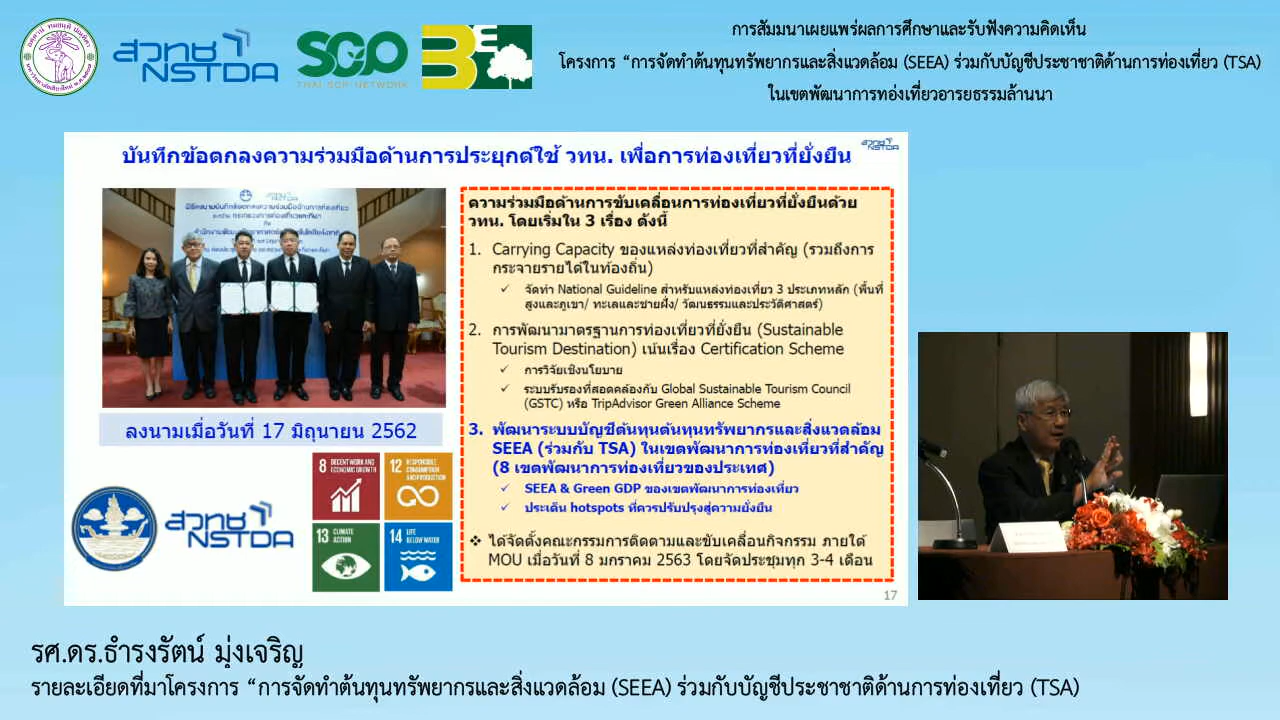 สวทช
NSTDA
SCP
THAI SCP NETWORK
3BE
การสัมมนาเผยแพร่ผลการศึกษาและรับฟังความคิดเห็น
โครงการ “การจัดทำต้นทุนทรัพยากรและสิ่งแวดล้อม (SEEA) ร่วมกับบัญชีประชาชาติด้านการท่องเที่ยว (TSA)
ในเขตพัฒนาการทอ่งเที่ยวอารยธรรมล้านนา
บันทึกข้อตกลงความร่วมมือด้านการประยุกต์ใช้ วทน. เพื่อการท่องเที่ยวที่ยั่งยืน
สวทช
NSTDA
ลงนามเมื่อวันที่ 17 มิถุนายน 2562
8 DECENT WORK AND ECONOMIC GROWTH
12 RESPONSIBLE CONSUMPTION AND PRODUCTION
13 CLIMATE ACTION
14 LIFE BELOW WATER
สวทช
NSTDA
ความร่วมมือด้านการขับเคลื่อนการท่องเที่ยวที่ยั่งยืนด้วย
วทน. โดยเริ่มใน 3 เรื่อง ดังนี้
1. Carrying Capacity ของแหล่งท่องเที่ยวที่สำคัญ (รวมถึงการ
กระจายรายได้ในท้องถิ่น)
✓ จัดทำ National Guideline สำหรับแหล่งท่องเที่ยว 3 ประเภทหลัก (พื้นที่
สูงและภูเขา/ ทะเลและชายฝั่ง/ วัฒนธรรมและประวัติศาสตร์)
2. การพัฒนามาตรฐานการท่องเที่ยวที่ยั่งยืน (Sustainable
Tourism Destination) เน้นเรื่อง Certification Scheme
✓ การวิจัยเชิงนโยบาย
✓ ระบบรับรองที่สอดคล้องกับ Global Sustainable Tourism Council
(GSTC) หรือ TripAdvisor Green Alliance Scheme
3. พัฒนาระบบบัญชีต้นทุนต้นทุนทรัพยากรและสิ่งแวดล้อม
SEEA (ร่วมกับ TSA) ในเขตพัฒนาการท่องเที่ยวที่สำคัญ
(8 เขตพัฒนาการท่องเที่ยวของประเทศ)
✓ SEEA & Green GDP ของเขตพัฒนาการท่องเที่ยว
✓ ประเด็น hotspots ที่ควรปรับปรุงสู่ความยั่งยืน
❖ ได้จัดตั้งคณะกรรมการติดตามและขับเคลื่อนกิจกรรม ภายใต้
MOU เมื่อวันที่ 8 มกราคม 2563 โดยจัดประชุมทุก 3-4 เดือน
17
รศ.ดร.ธำรงรัตน์ มุ่งเจริญ
รายละเอียดที่มาโครงการ “การจัดทำต้นทุนทรัพยากรและสิ่งแวดล้อม (SEEA) ร่วมกับบัญชีประชาชาติด้านการท่องเที่ยว (TSA)